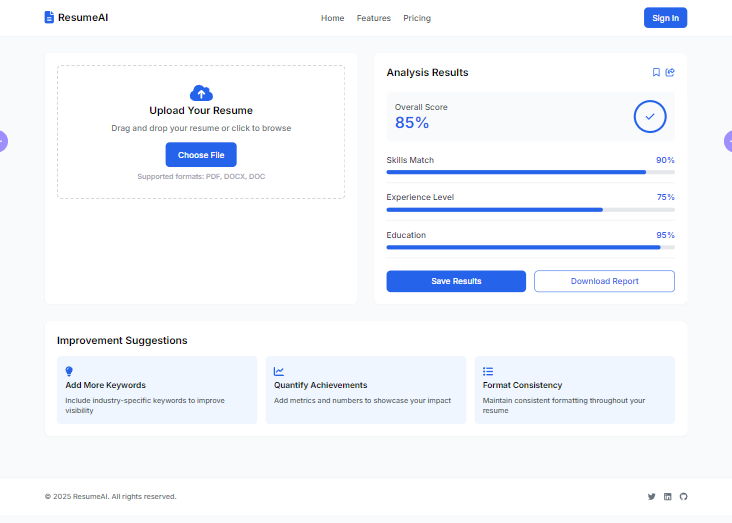 ResumeAI
Home Features Pricing
Sign In
Upload Your Resume
Drag and drop your resume or click to browse
Choose File
Supported formats: PDF, DOCX, DOC
Analysis Results
Overall Score
85%
Skills Match 90%
Experience Level 75%
Education 95%
Save Results Download Report
Improvement Suggestions
Add More Keywords
Include industry-specific keywords to improve
visibility
Quantify Achievements
Add metrics and numbers to showcase your impact
Format Consistency
Maintain consistent formatting throughout your
resume
© 2025 ResumeAI. All rights reserved.